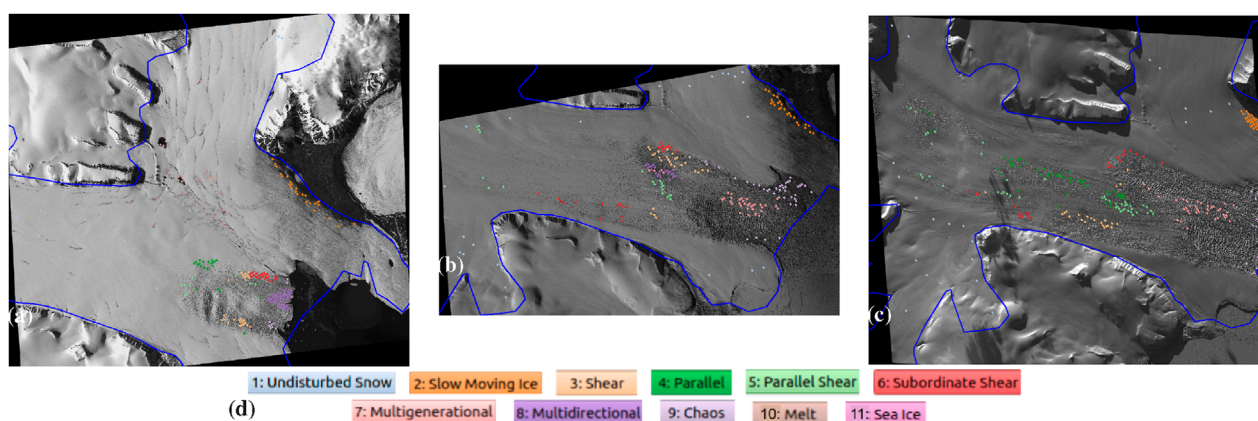 (a)
(b)
(c)
(d)
1: Undisturbed Snow
2: Slow Moving Ice
3: Shear
4: Parallel
5: Parallel Shear
6: Subordinate Shear
7: Multigenerational
8: Multidirectional
9: Chaos
10: Melt
11: Sea Ice